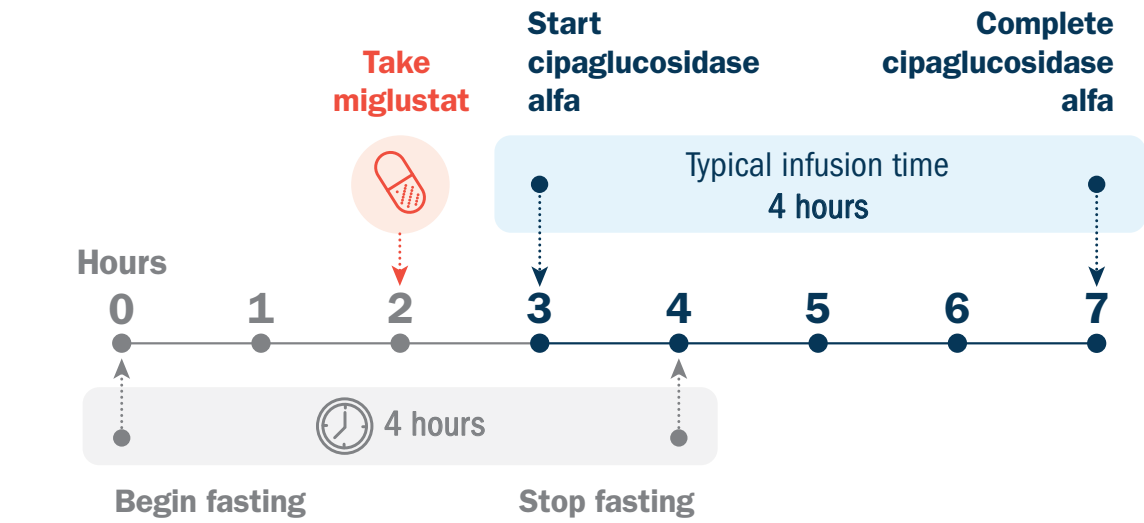 Take
miglustat
Start
cipaglucosidase
alfa
Complete
cipaglucosidase
alfa
Typical infusion time
4 hours
Hours
0 1 2 3 4 5 6 7
4 hours
Begin fasting
Stop fasting